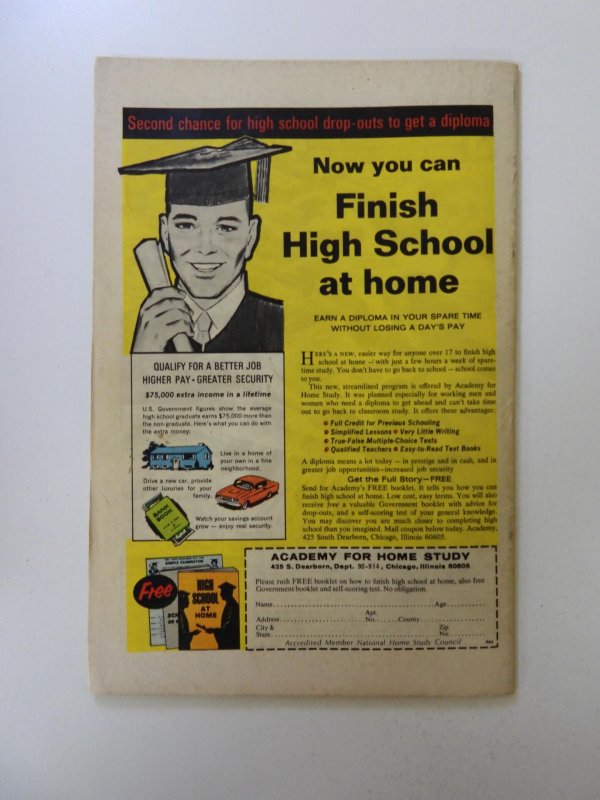 Second chance for high school drop-outs to get a diploma
Now you can
Finish
High School
at home
EARN A DIPLOMA IN YOUR SPARE TIME
WITHOUT LOSING A DAY'S PAY
HERE'S A NEW, easier way for anyone over 17 to finish high
school at home — with just a few hours a week of spare-
time study. You don't have to go back to school — school comes
to you.
This new, streamlined program is offered by Academy for
Home Study. It was planned especially for working men and
women who need a diploma to get ahead and can't take time
out to go back to classroom study. It offers these advantages:
Full Credit for Previous Schooling
Simplified Lessons • Very Little Writing
True-False Multiple-Choice Tests
Qualified Teachers • Easy-to-Read Text Books
A diploma means a lot today — in prestige and in cash, and in
greater job opportunities—increased job security
Get the Full Story—FREE
Send for Academy's FREE booklet. It tells you how you can
finish high school at home. Low cost, easy terms. You will also
receive free a valuable Government booklet with advice for
drop-outs, and a self-scoring test of your general knowledge.
You may discover you are much closer to completing high
school than you imagined. Mail coupon below today. Academy,
425 South Dearborn, Chicago, Illinois 60605.
QUALIFY FOR A BETTER JOB
HIGHER PAY • GREATER SECURITY
$75,000 extra income in a lifetime
U.S. Government figures show the average
high school graduate earns $75,000 more than
the non-graduate. Here's what you can do with
the extra money:
Live in a home of
your own in a fine
neighborhood.
Drive a new car, provide
other luxuries for your
family.
BANK
BOOK
Watch your savings account
grow — enjoy real security.
SAMPLE EXAMINATION
Free
HIGH
SCHOOL
AT
HOME
ACADEMY FOR HOME STUDY
425 S. Dearborn, Dept. 90-914, Chicago, Illinois 60605
Please rush FREE booklet on how to finish high school at home, also free
Government booklet and self-scoring test. No obligation.
Name Age
Apt.
Address No. County
City & Zip
State No.
Accredited Member National Home Study Council